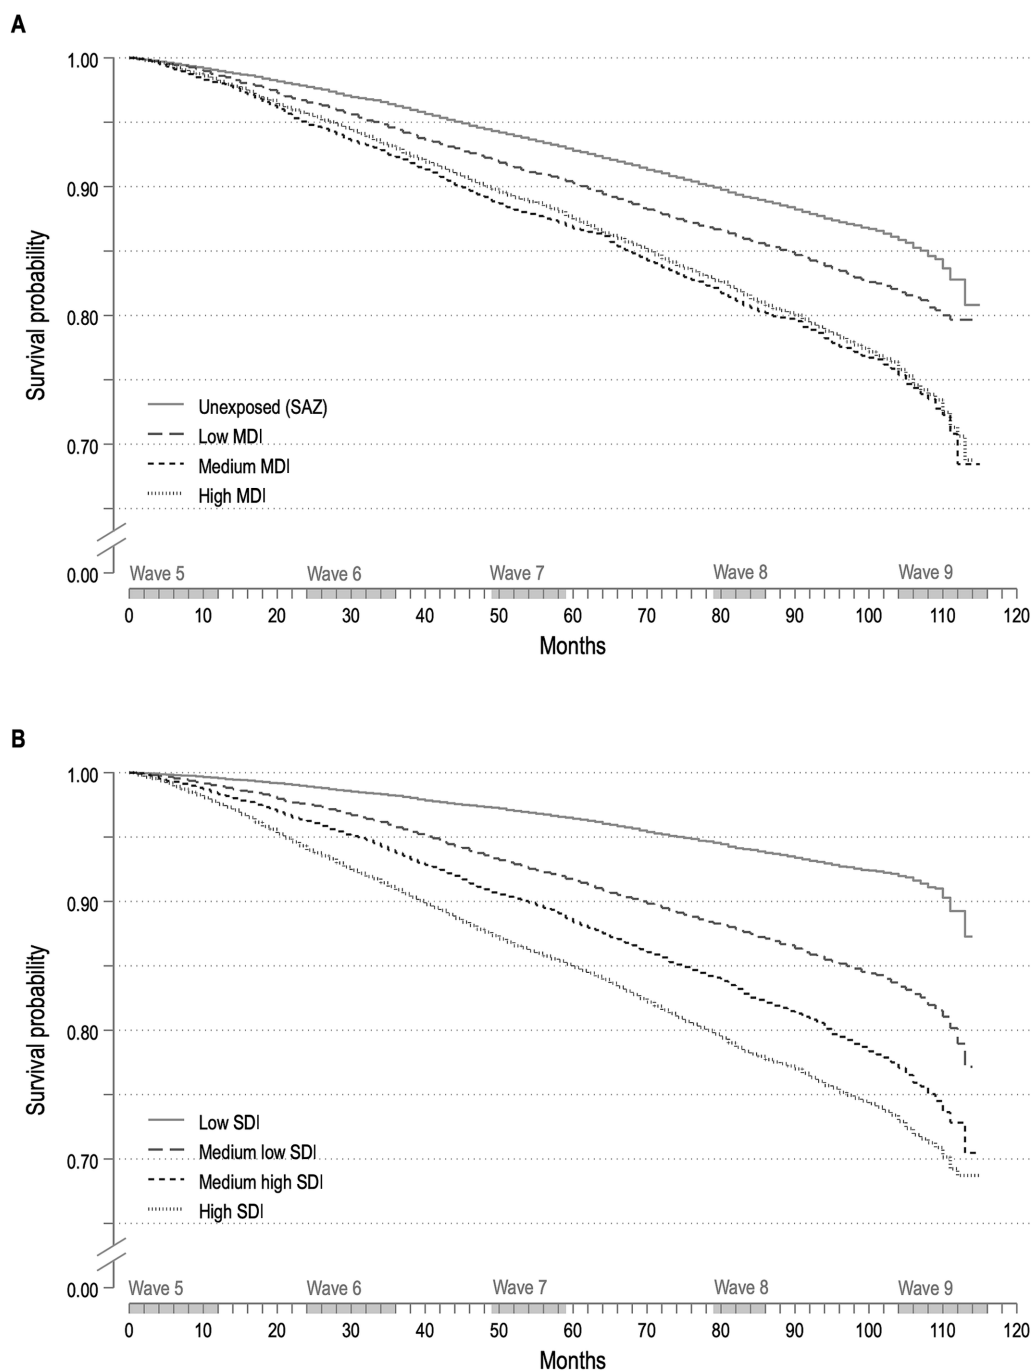 A
1.00
0.90
0.80
0.70
0.00
Survival probability
Unexposed (SAZ)
Low MDI
Medium MDI
High MDI
Wave 5 Wave 6 Wave 7 Wave 8 Wave 9
0 10 20 30 40 50 60 70 80 90 100 110 120
Months
B
1.00
0.90
0.80
0.70
0.00
Survival probability
Low SDI
Medium low SDI
Medium high SDI
High SDI
Wave 5 Wave 6 Wave 7 Wave 8 Wave 9
0 10 20 30 40 50 60 70 80 90 100 110 120
Months